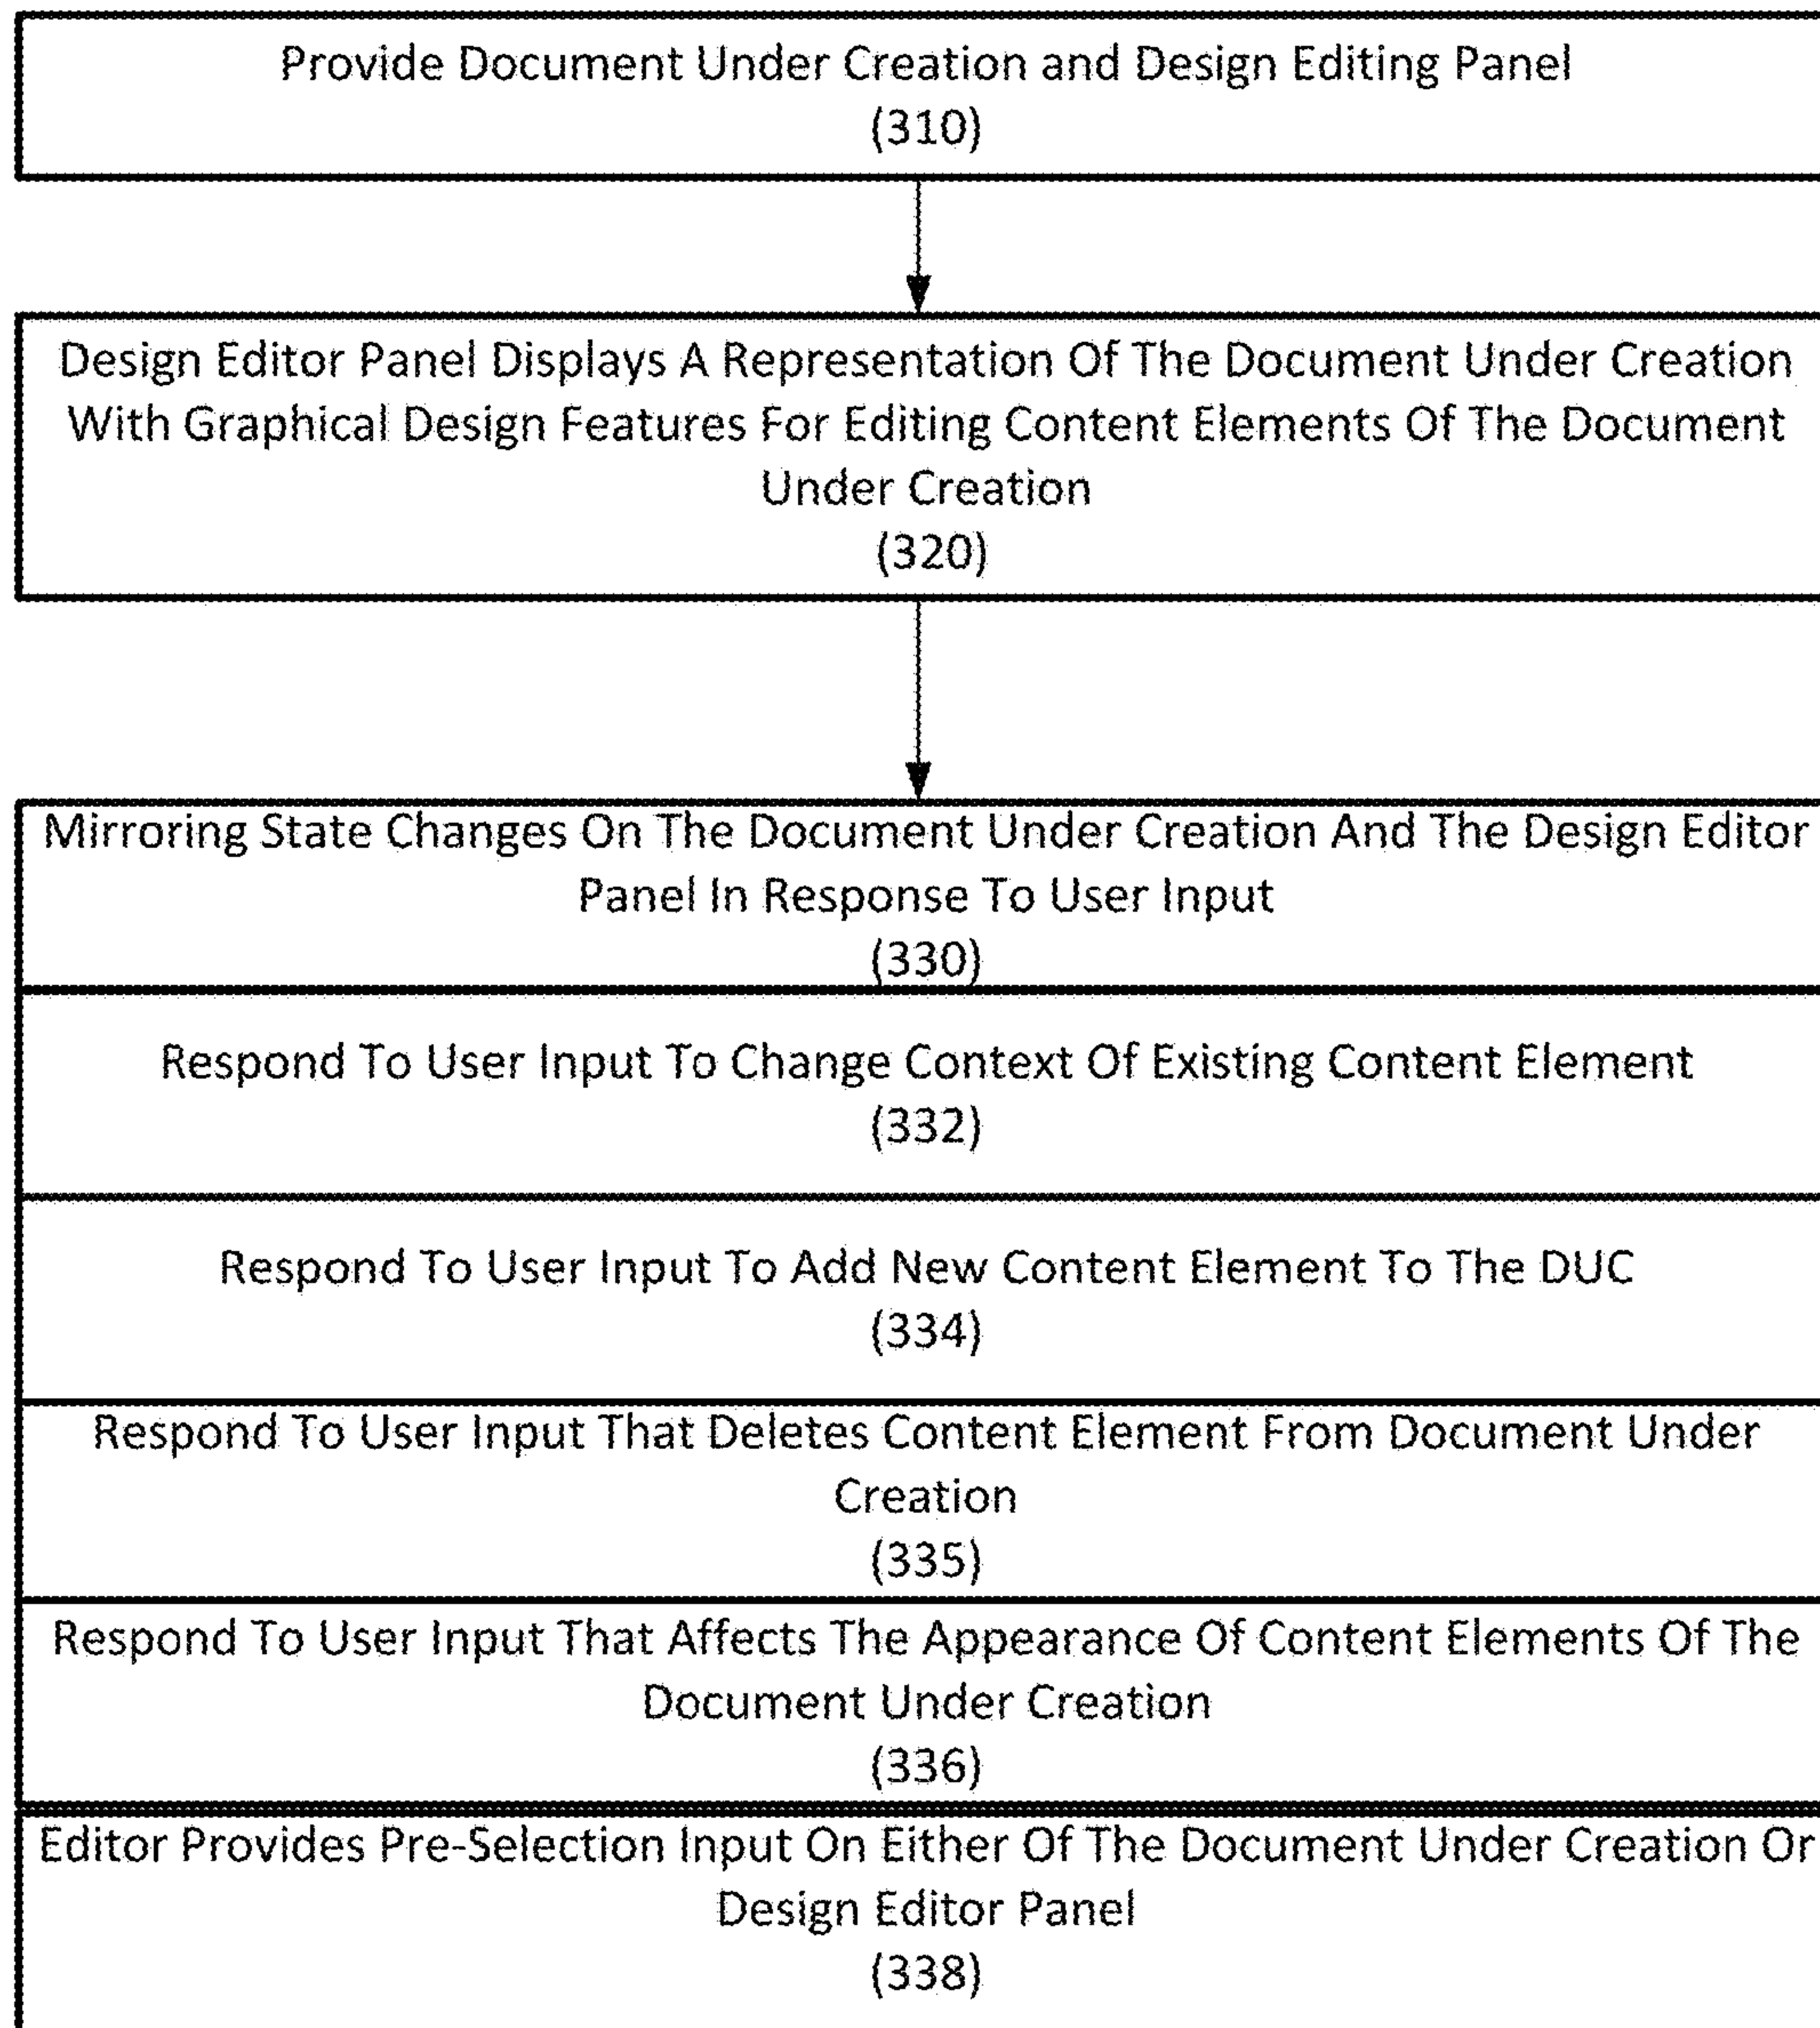 Provide Document Under Creation and Design Editing Panel
(310)
Design Editor Panel Displays A Representation Of The Document Under Creation
With Graphical Design Features For Editing Content Elements Of The Document
Under Creation
(320)
Mirroring State Changes On The Document Under Creation And The Design Editor
Panel In Response To User Input
(330)
Respond To User Input To Change Context Of Existing Content Element
(332)
Respond To User Input To Add New Content Element To The DUC
(334)
Respond To User Input That Deletes Content Element From Document Under
Creation
(335)
Respond To User Input That Affects The Appearance Of Content Elements Of The
Document Under Creation
(336)
Editor Provides Pre-Selection Input On Either Of The Document Under Creation Or
Design Editor Panel
(338)